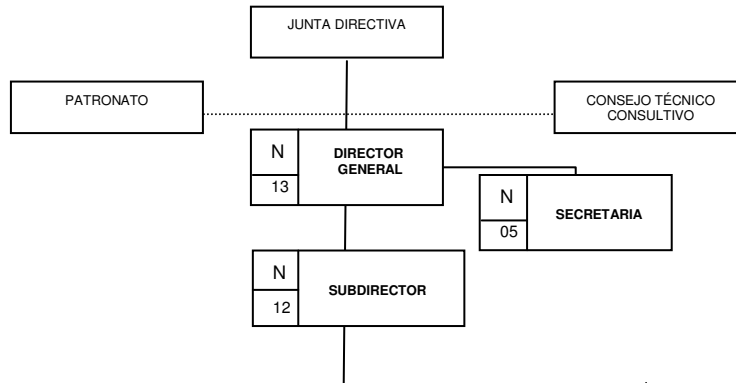 JUNTA DIRECTIVA
PATRONATO
CONSEJO TÉCNICO
CONSULTIVO
N
13
DIRECTOR
GENERAL
N
05
SECRETARIA
N
12
SUBDIRECTOR